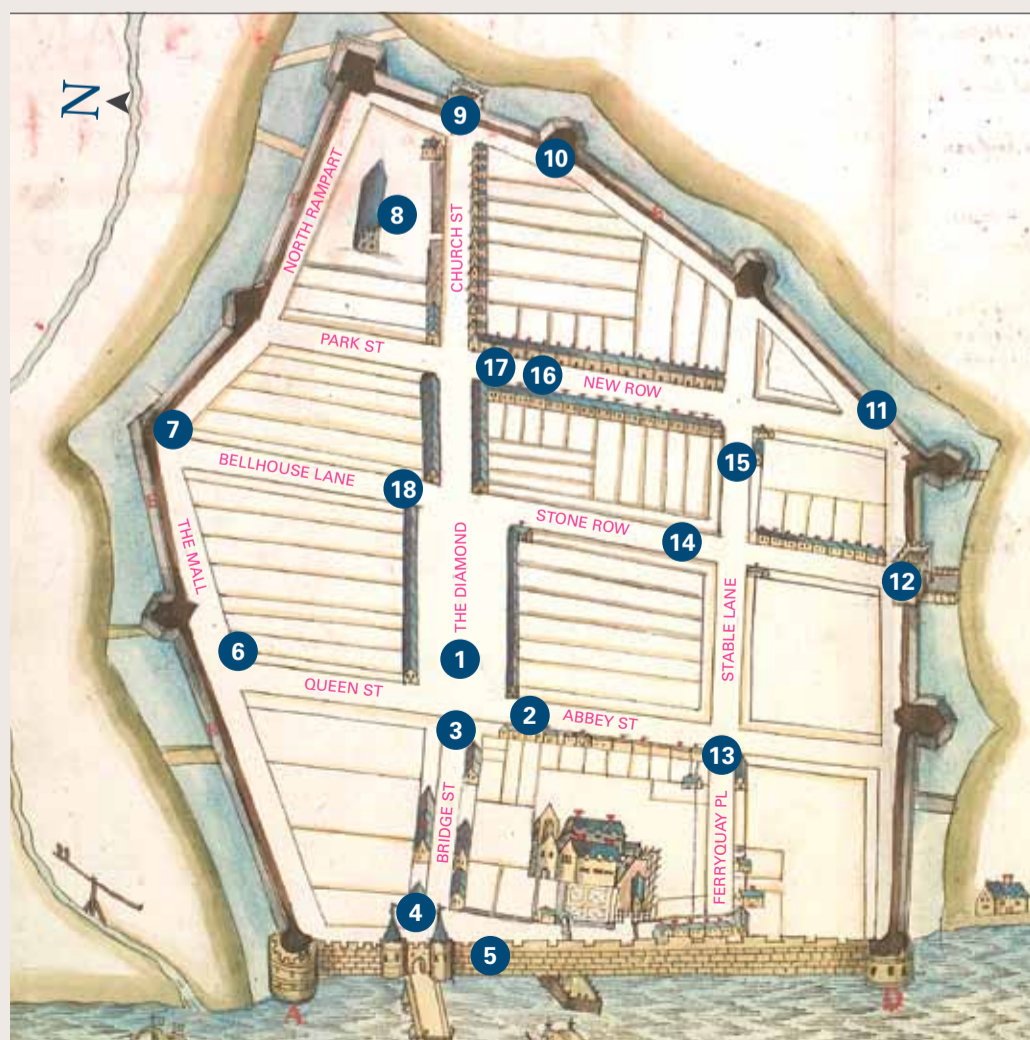 N
9
10
NORTH RAMPART
8
CHURCH ST
PARK ST
17
16
NEW ROW
11
7
BELLHOUSE LANE
18
15
STONE ROW
14
THE MALL
THE DIAMOND
12
6
1
STABLE LANE
QUEEN ST
2
ABBEY ST
3
13
BRIDGE ST
FERRYQUAY PL
4
5
A
D